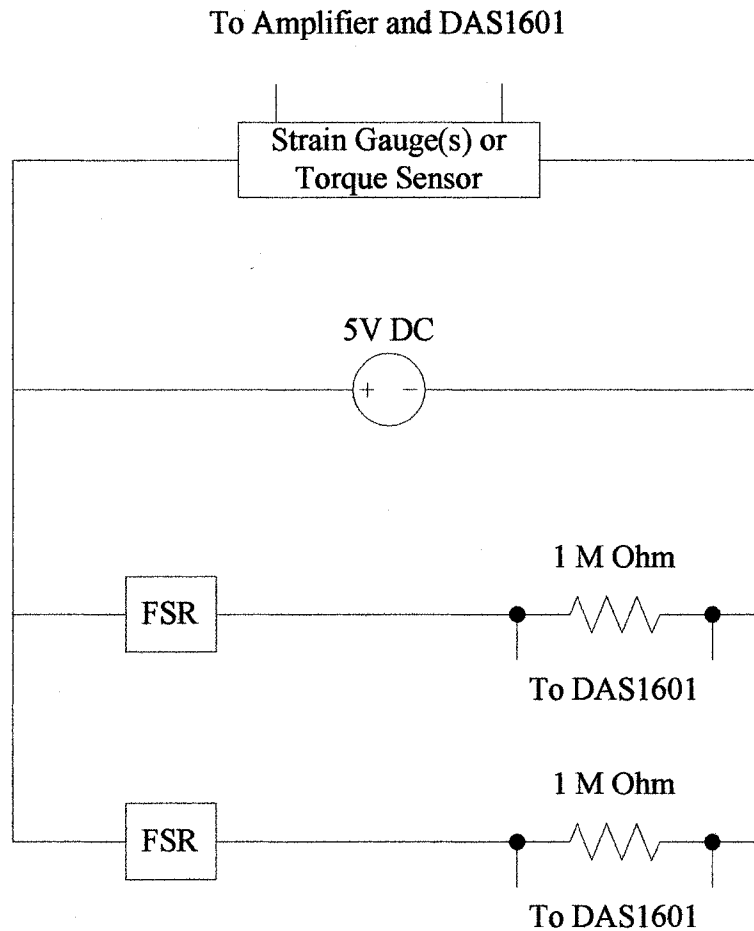 To Amplifier and DAS1601
Strain Gauge(s) or
Torque Sensor
5V DC
+ −
1 M Ohm
FSR
To DAS1601
1 M Ohm
FSR
To DAS1601